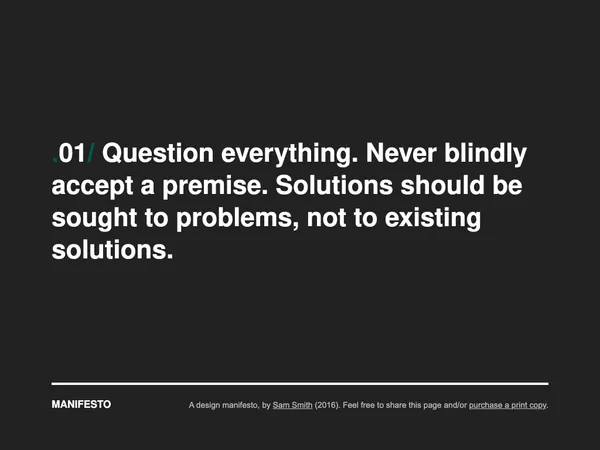 .01/ Question everything. Never blindly
accept a premise. Solutions should be
sought to problems, not to existing
solutions.
MANIFESTO
A design manifesto, by Sam Smith (2016). Feel free to share this page and/or purchase a print copy.